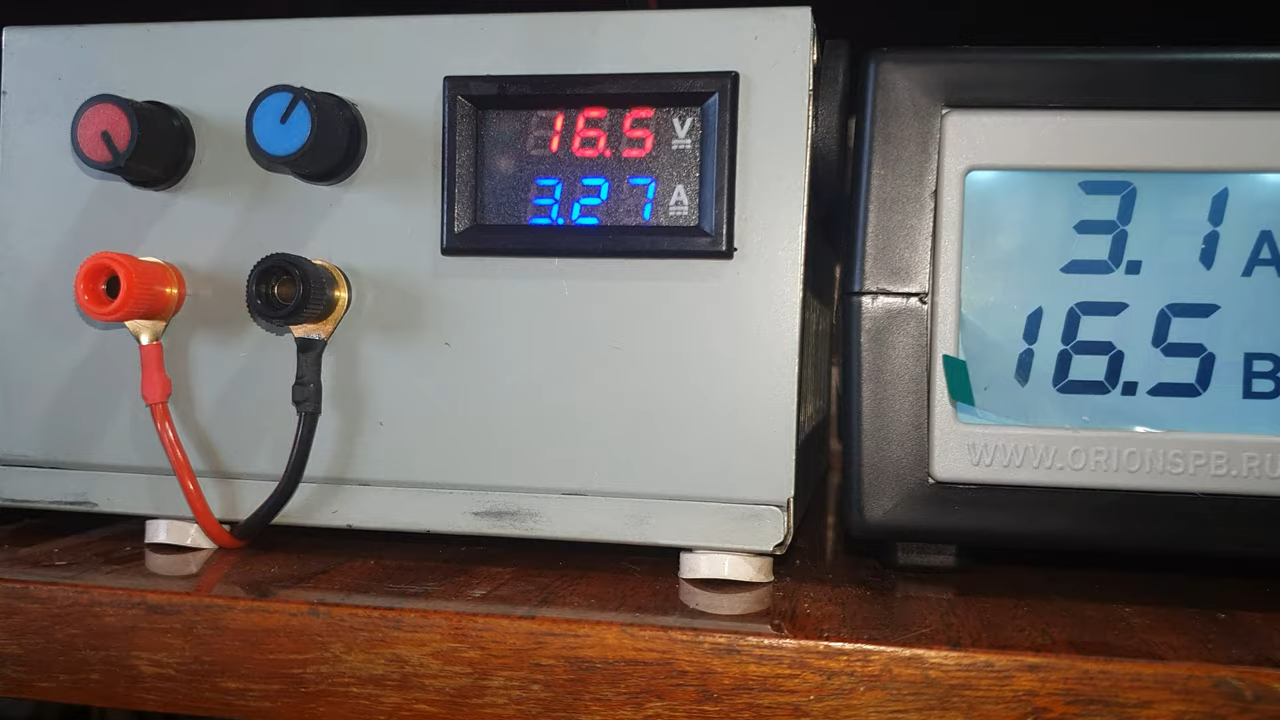 16.5 V
3.27 A
3.1 A
16.5 В
WWW.ORIONSPB.RU